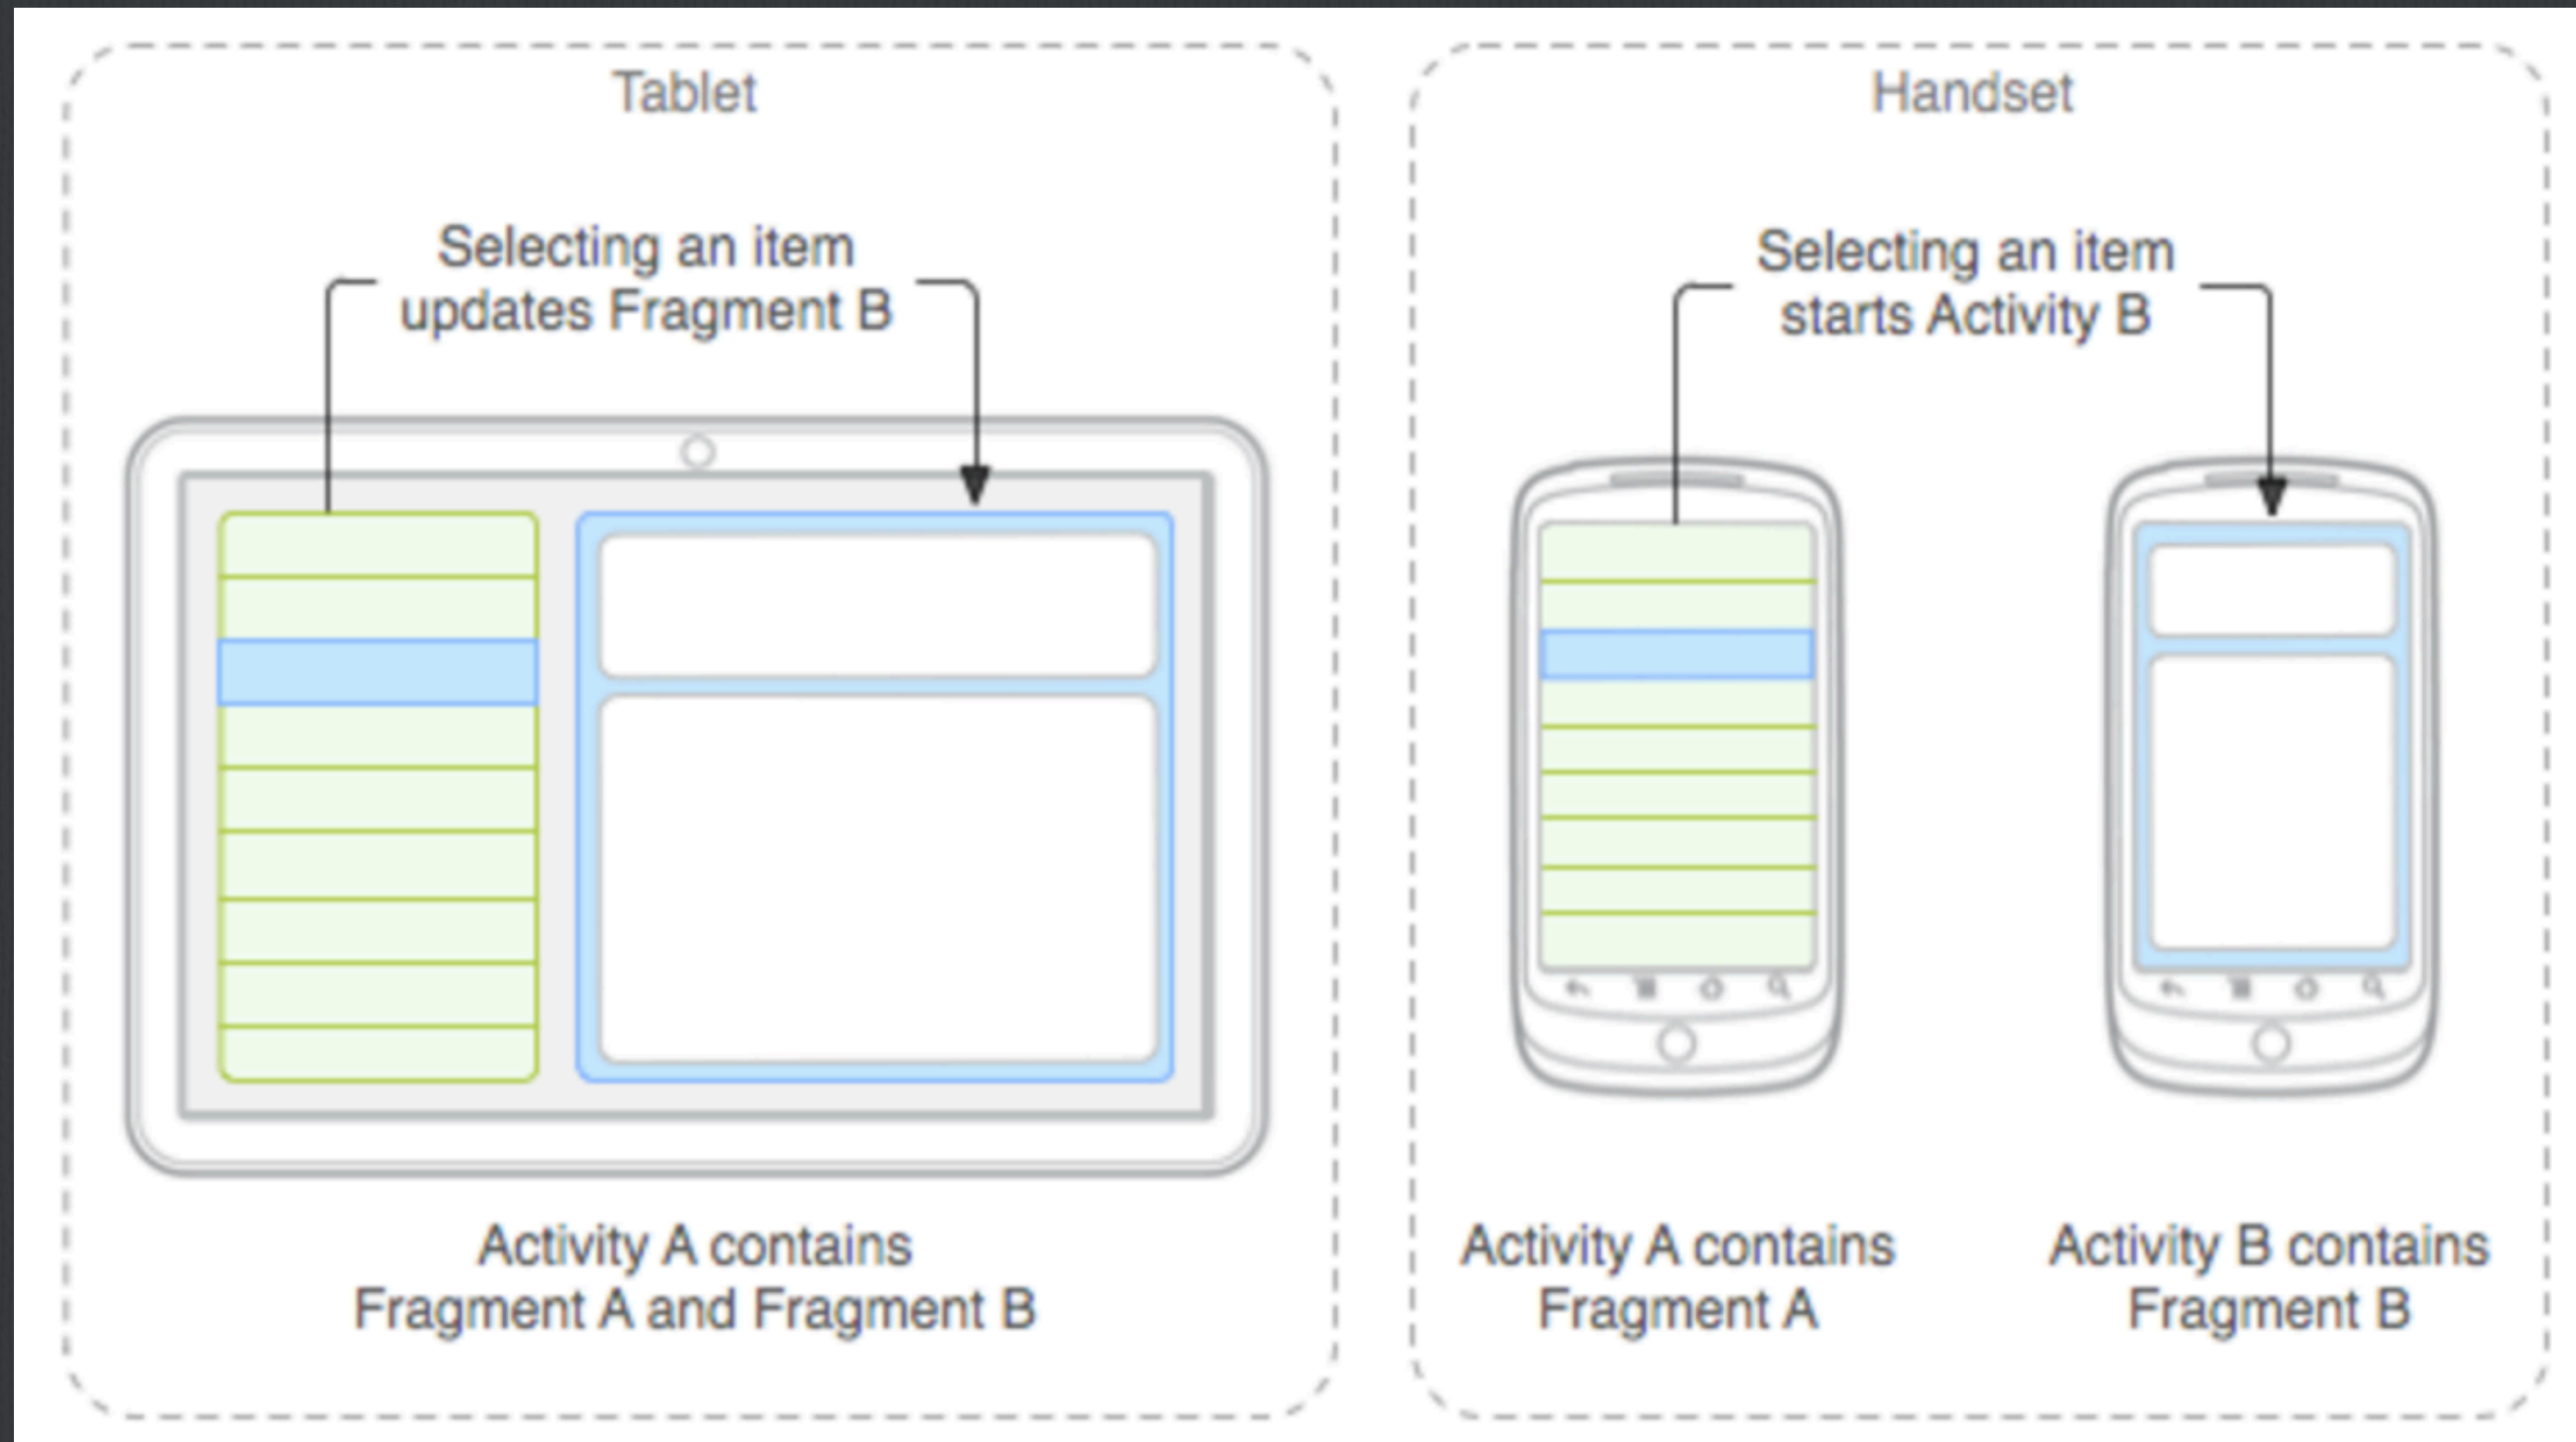 Tablet
Selecting an item
updates Fragment B
Activity A contains
Fragment A and Fragment B
Handset
Selecting an item
starts Activity B
Activity A contains
Fragment A
Activity B contains
Fragment B